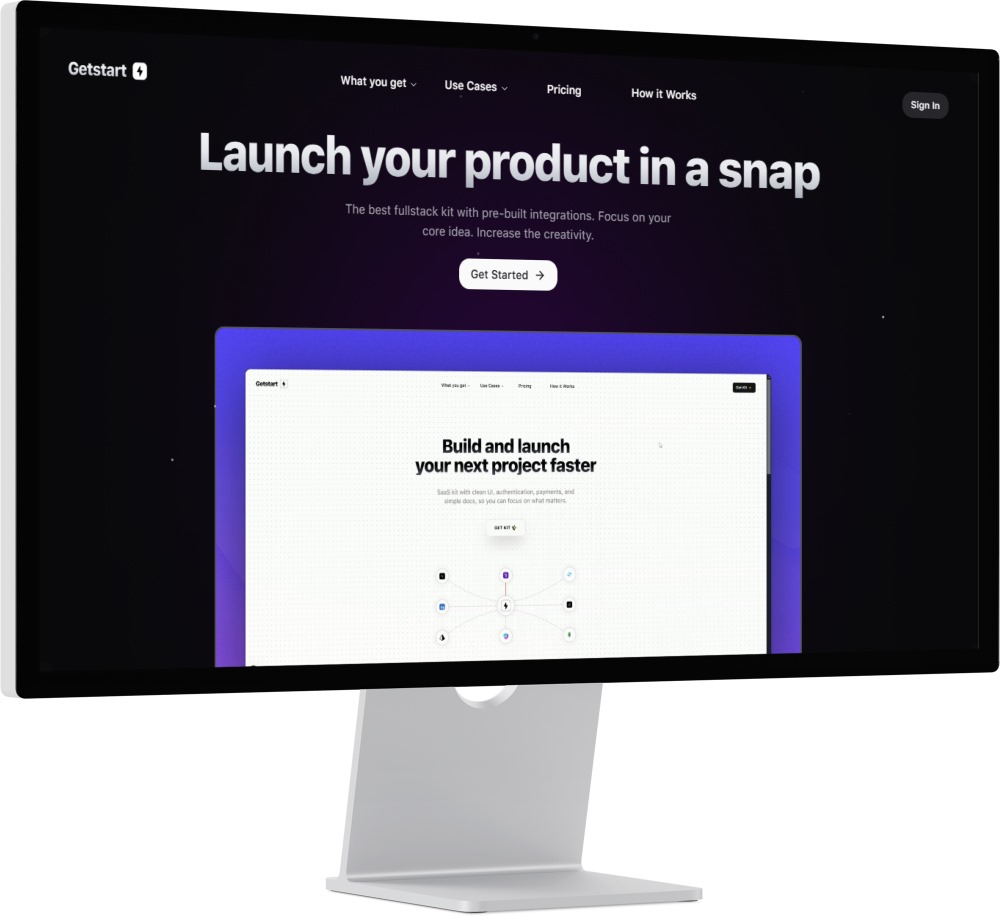 Getstart
What you get
Use Cases
Pricing
How it Works
Sign In
Launch your product in a snap
The best fullstack kit with pre-built integrations. Focus on your
core idea. Increase the creativity.
Get Started →
Getstart
What you get
Use Cases
Pricing
How it Works
Get Kit
Build and launch
your next project faster
SaaS kit with clean UI, authentication, payments, and
simple docs, so you can focus on what matters.
GET KIT